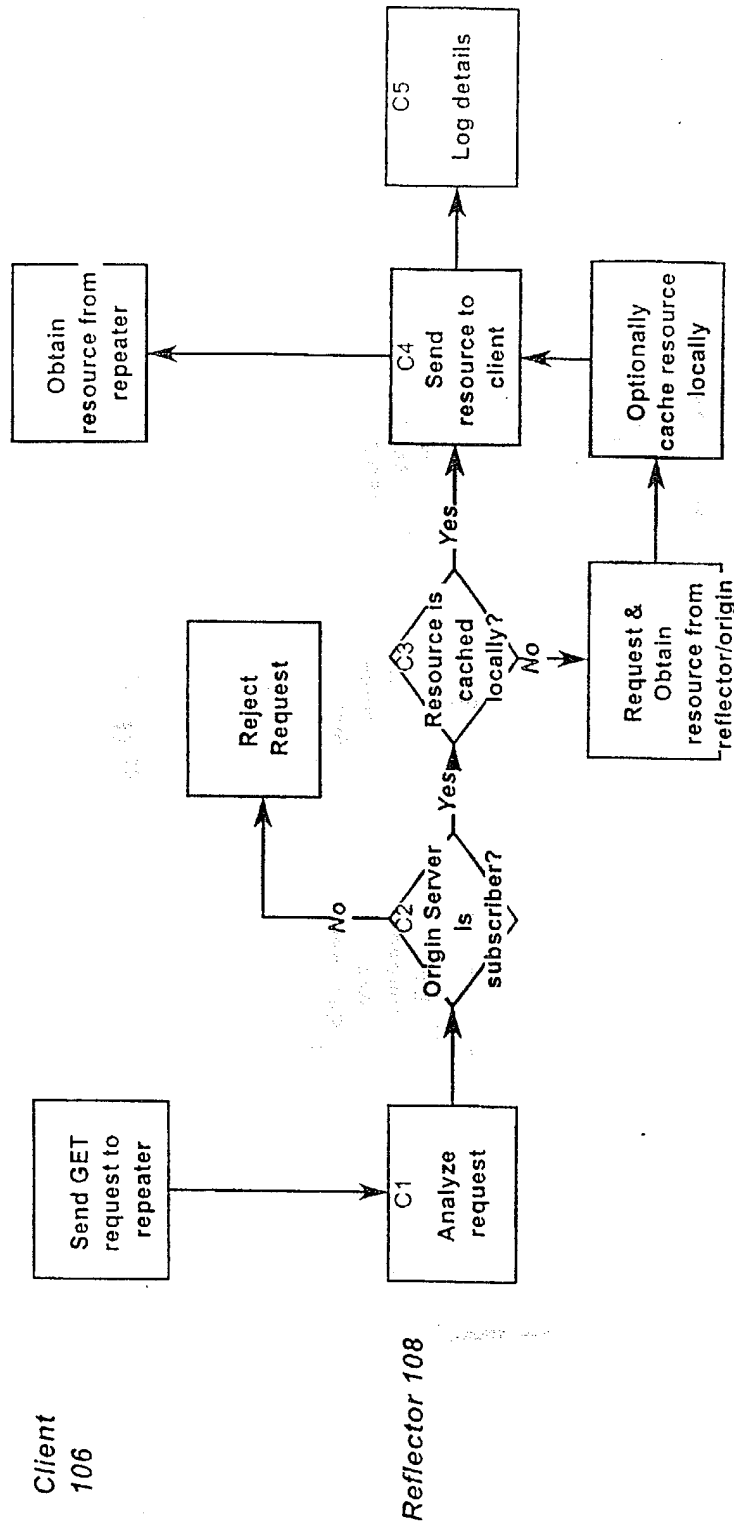 Client
106
Send GET
request to
repeater
Obtain
resource from
repeater
Reject
Request
Reflector 108
C1
Analyze
request
C2
Origin Server
Is
subscriber?
No
Yes
C3
Resource is
cached
locally?
Yes
No
C4
Send
resource to
client
C5
Log details
Request &
Obtain
resource from
reflector/origin
Optionally
cache resource
locally